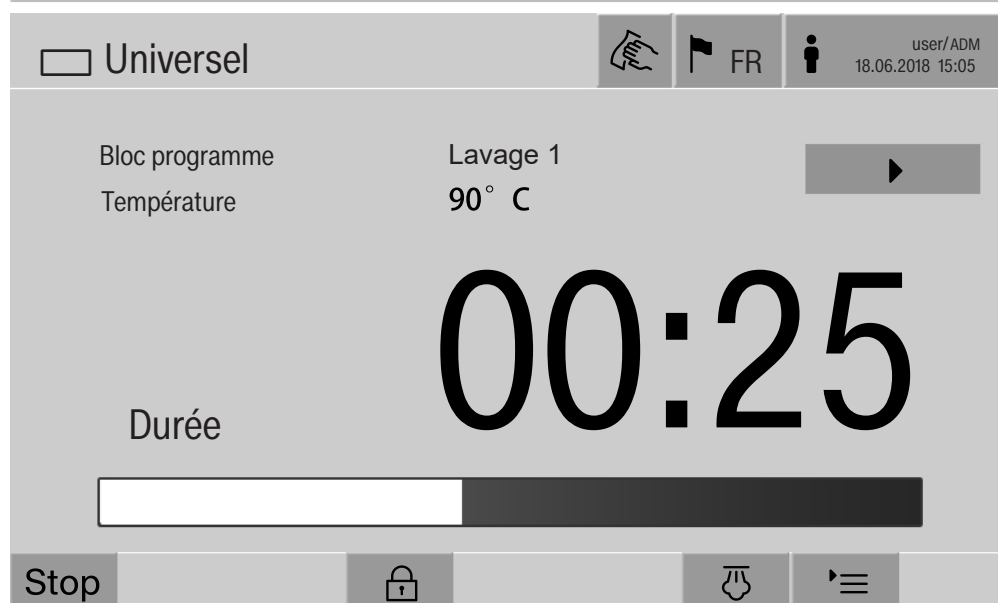 Universel
FR
user/ADM
18.06.2018 15:05
Bloc programme Lavage 1
Température 90° C
00:25
Durée
Stop